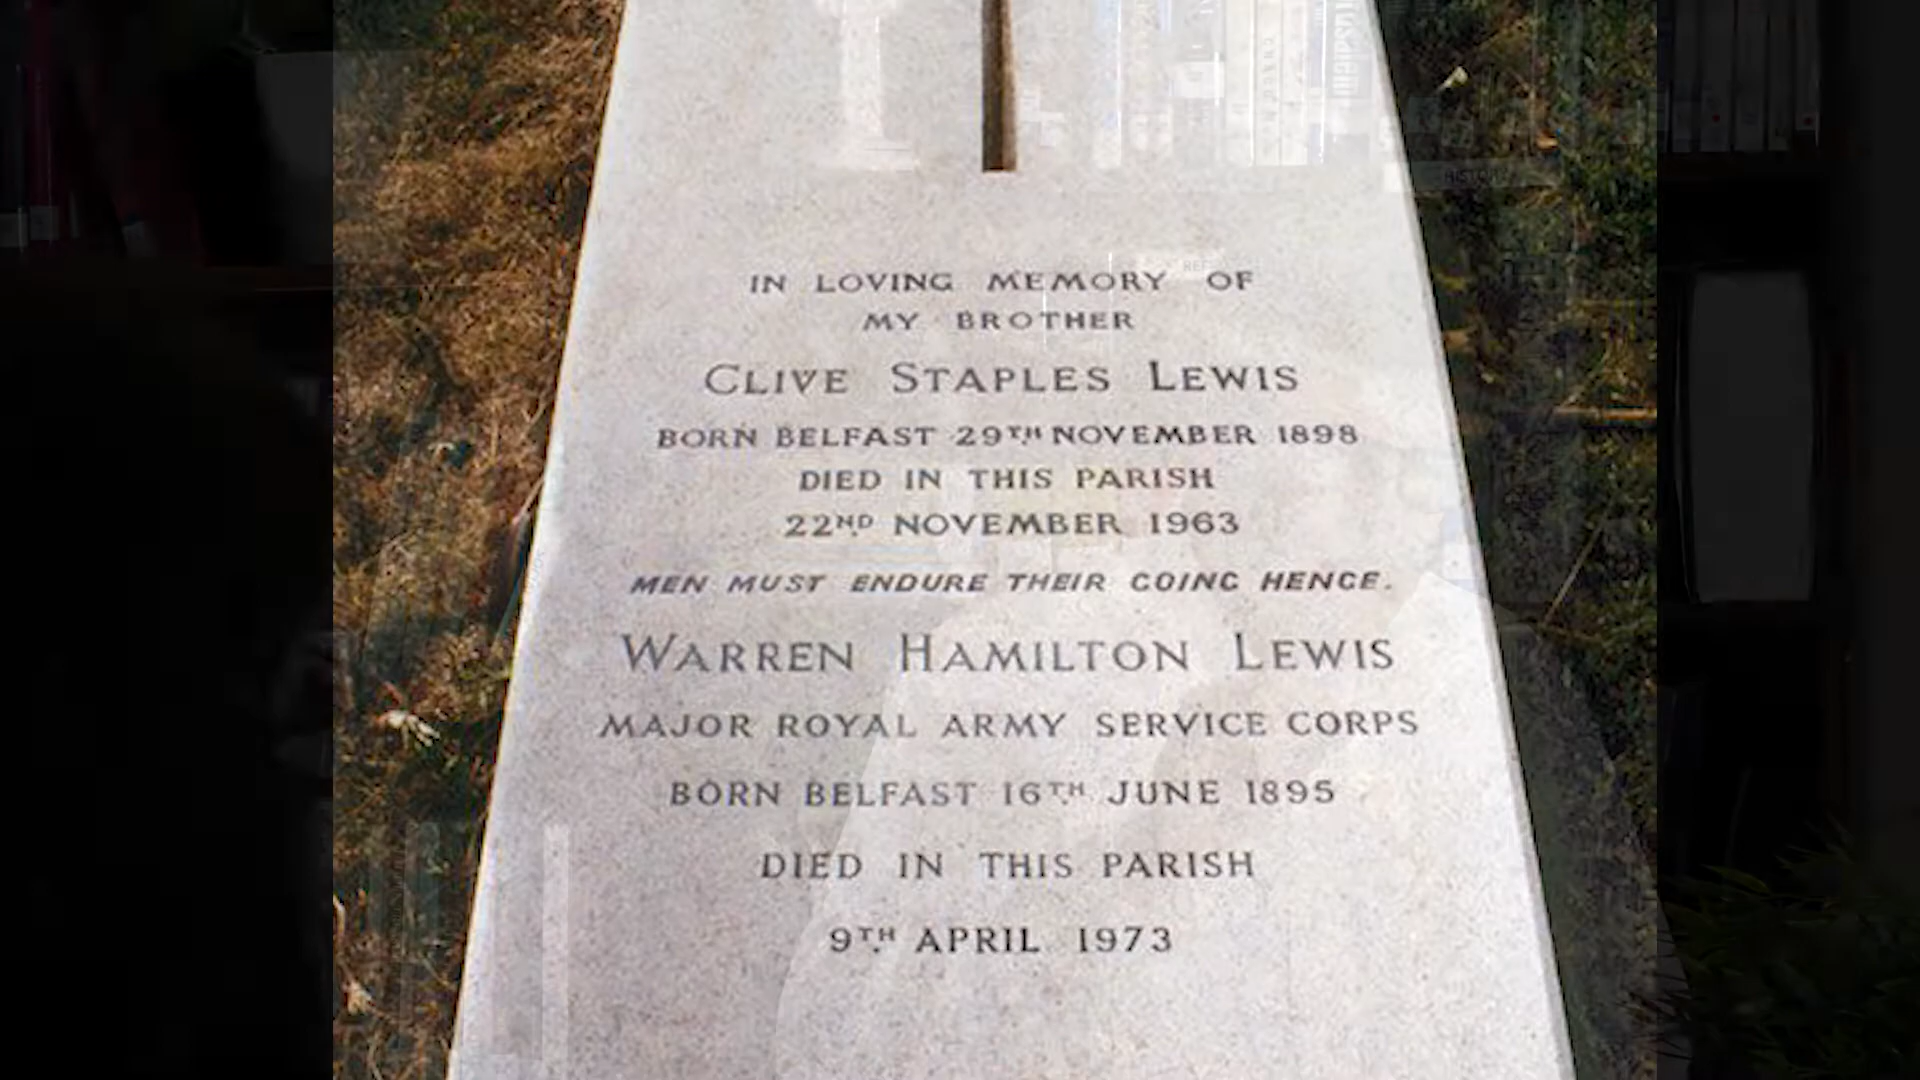 IN LOVING MEMORY OF
MY BROTHER
CLIVE STAPLES LEWIS
BORN BELFAST 29TH NOVEMBER 1898
DIED IN THIS PARISH
22ND NOVEMBER 1963
MEN MUST ENDURE THEIR GOING HENCE.
WARREN HAMILTON LEWIS
MAJOR ROYAL ARMY SERVICE CORPS
BORN BELFAST 16TH JUNE 1895
DIED IN THIS PARISH
9TH APRIL 1973